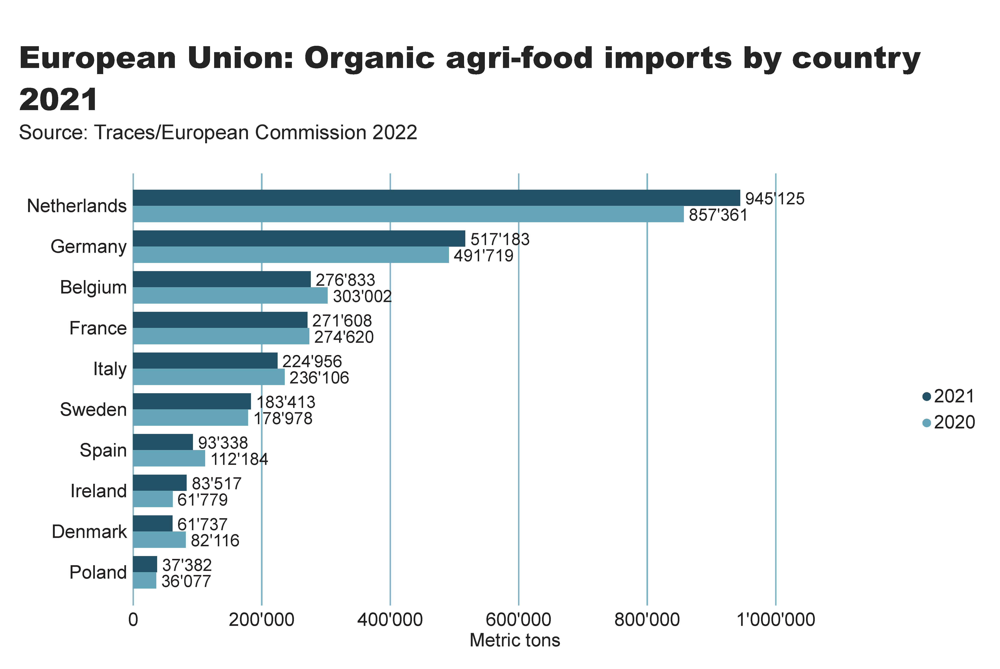 European Union: Organic agri-food imports by country
2021
Source: Traces/European Commission 2022
Netherlands
945'125
857'361
Germany
517'183
491'719
Belgium
276'833
303'002
France
271'608
274'620
Italy
224'956
236'106
Sweden
183'413
178'978
Spain
93'338
112'184
Ireland
83'517
61'779
Denmark
61'737
82'116
Poland
37'382
36'077
2021
2020
0 200'000 400'000 600'000 800'000 1'000'000
Metric tons